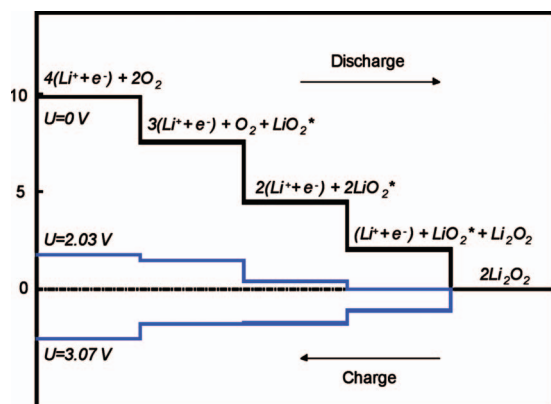 4(Li⁺+e⁻) + 2O₂
Discharge
10
U=0 V
3(Li⁺+e⁻) + O₂ + LiO₂*
5
2(Li⁺+e⁻) + 2LiO₂*
U=2.03 V
(Li⁺+e⁻) + LiO₂* + Li₂O₂
2Li₂O₂
0
U=3.07 V
Charge